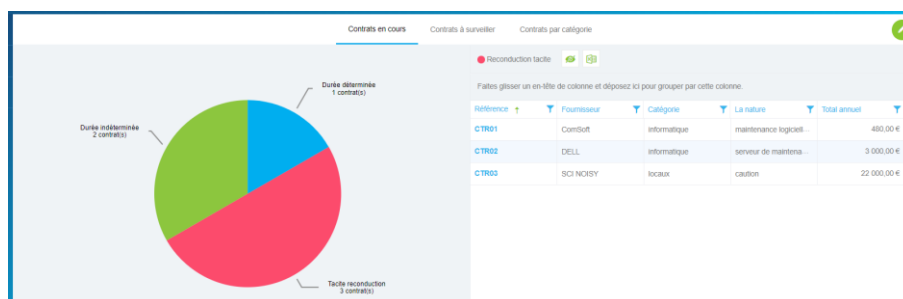 Contrats en cours Contrats à surveiller Contrats par catégorie
Durée déterminée
1 contrat(s)
Durée indéterminée
2 contrat(s)
Tacite reconduction
3 contrat(s)
Reconduction tacite
Faites glisser un en-tête de colonne et déposez ici pour grouper par cette colonne.
Référence Fournisseur Catégorie La nature Total annuel
CTR01 ComSoft informatique maintenance logiciell... 480,00 €
CTR02 DELL informatique serveur de maintena... 3 000,00 €
CTR03 SCI NOISY locaux caution 22 000,00 €